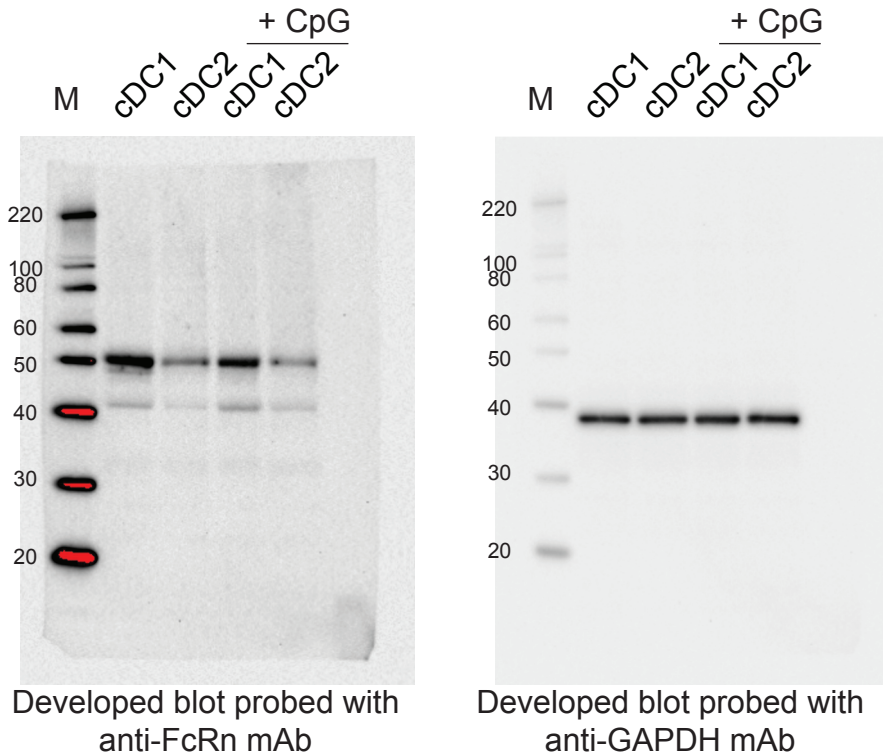 + CpG
M cDC1 cDC2 cDC1 cDC2
220
100
80
60
50
40
30
20
Developed blot probed with
anti-FcRn mAb
+ CpG
M cDC1 cDC2 cDC1 cDC2
220
100
80
60
50
40
30
20
Developed blot probed with
anti-GAPDH mAb